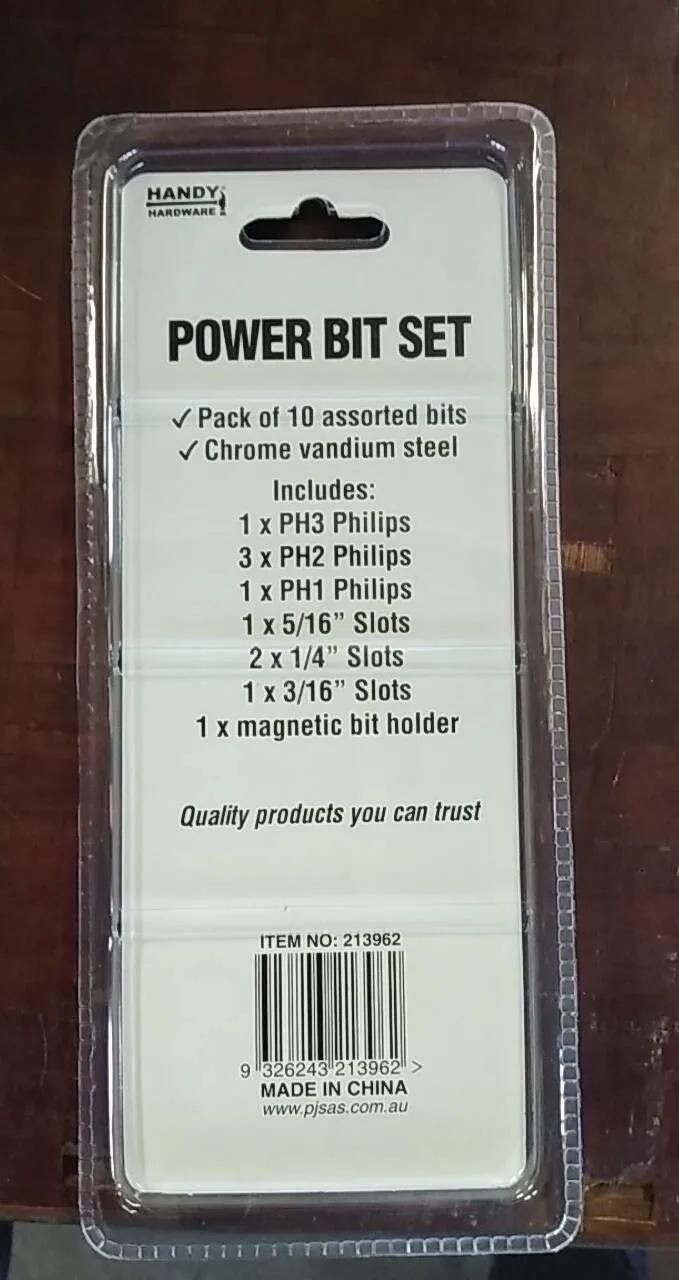 HANDY
HARDWARE
POWER BIT SET
✓ Pack of 10 assorted bits
✓ Chrome vandium steel
Includes:
1 x PH3 Philips
3 x PH2 Philips
1 x PH1 Philips
1 x 5/16” Slots
2 x 1/4” Slots
1 x 3/16” Slots
1 x magnetic bit holder
Quality products you can trust
ITEM NO: 213962
9 326243 213962 >
MADE IN CHINA
www.pjsas.com.au